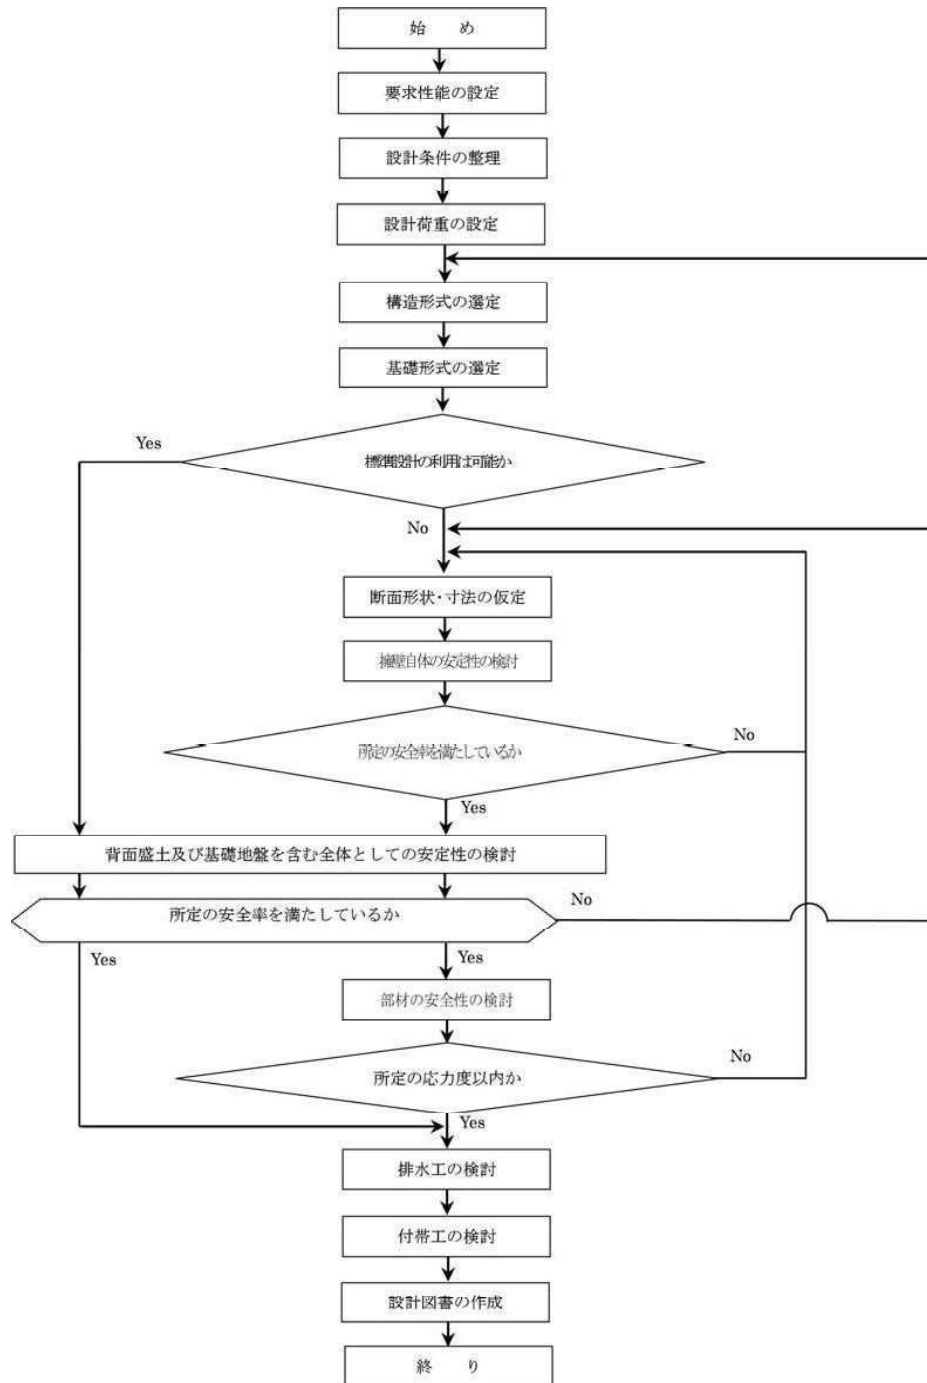 始 め
要求性能の設定
設計条件の整理
設計荷重の設定
構造形式の選定
基礎形式の選定
Yes
標準設計の利用は可能か
No
断面形状・寸法の仮定
擁壁自体の安定性の検討
No
所定の安全率を満たしているか
Yes
背面盛土及び基礎地盤を含む全体としての安定性の検討
No
所定の安全率を満たしているか
Yes
Yes
部材の安全性の検討
No
所定の応力度以内か
Yes
排水工の検討
付帯工の検討
設計図書の作成
終 り